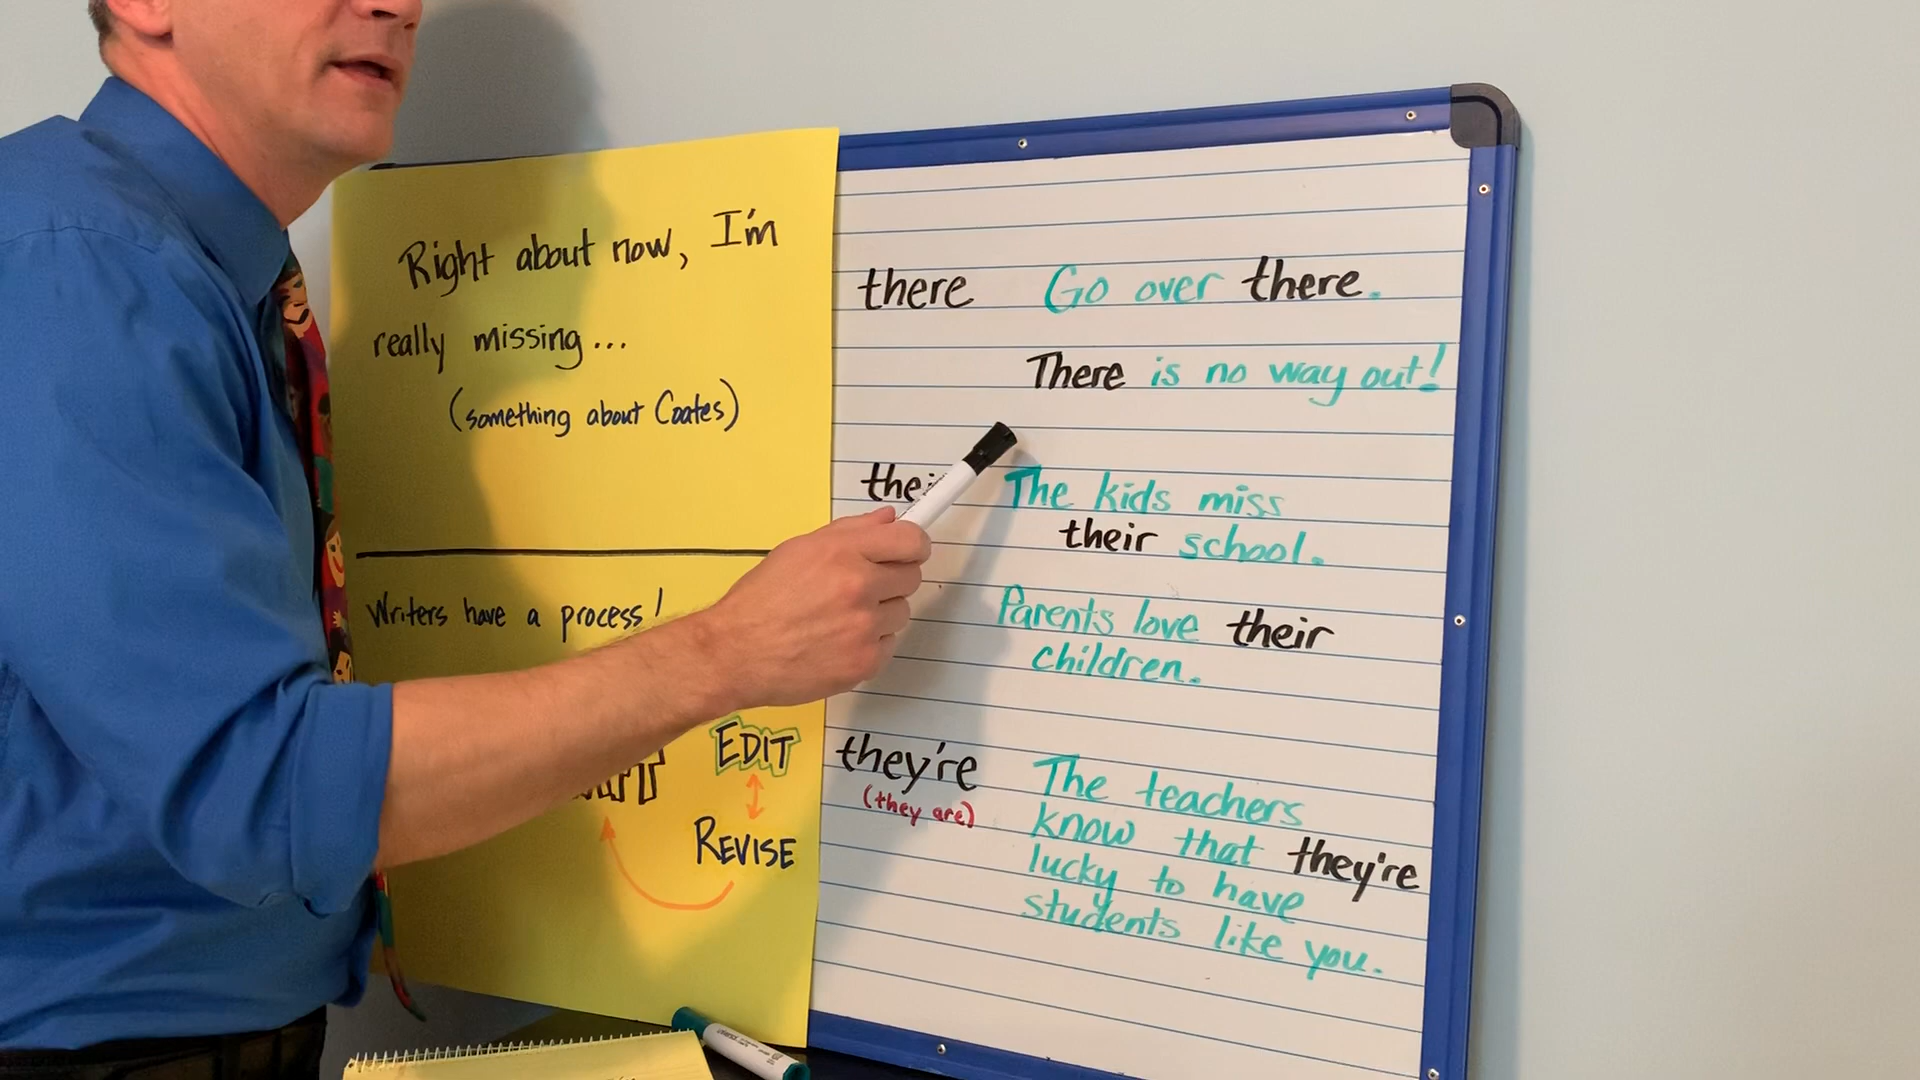 Right about now, I'm
really missing...
(something about Coates)
Writers have a process!
EDIT
REVISE
there Go over there.
There is no way out!
The kids miss
their school.
Parents love their
children.
they're The teachers
(they are) know that they're
lucky to have
students like you.